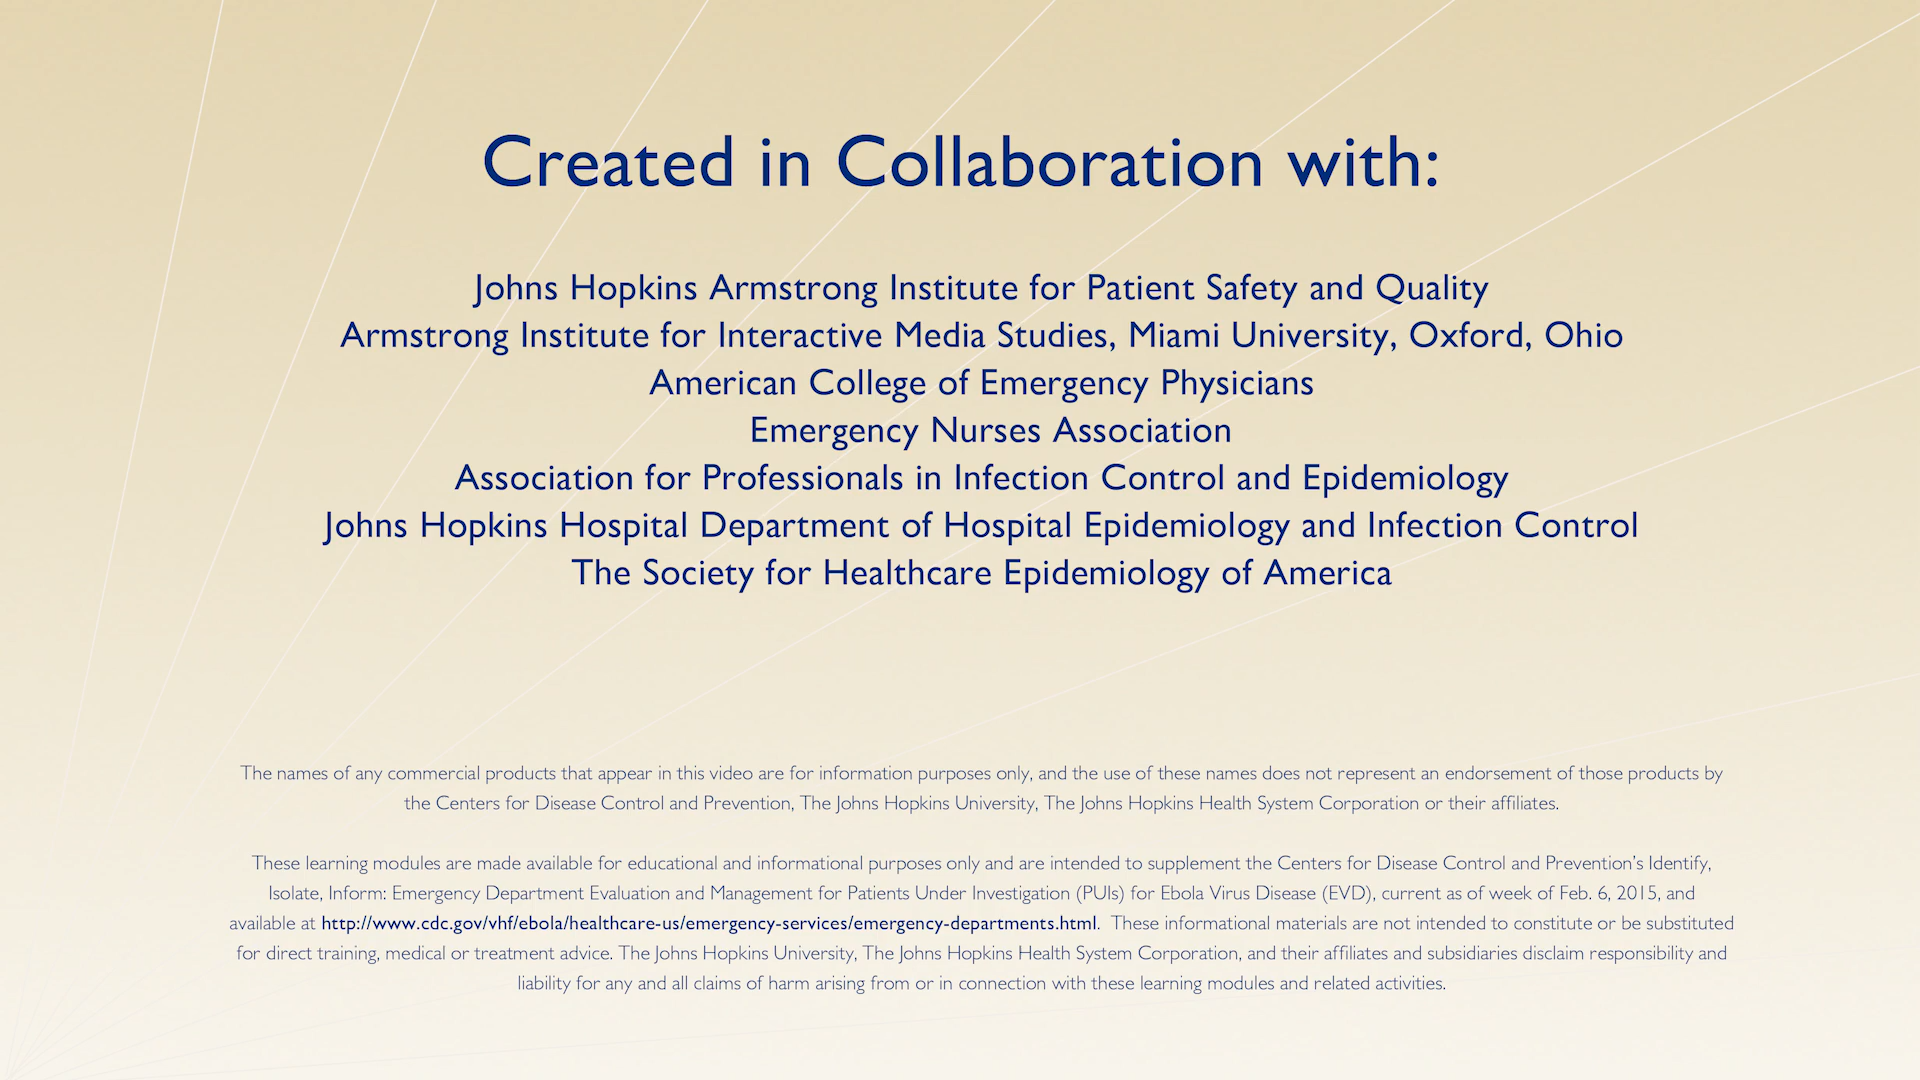 Created in Collaboration with:
Johns Hopkins Armstrong Institute for Patient Safety and Quality
Armstrong Institute for Interactive Media Studies, Miami University, Oxford, Ohio
American College of Emergency Physicians
Emergency Nurses Association
Association for Professionals in Infection Control and Epidemiology
Johns Hopkins Hospital Department of Hospital Epidemiology and Infection Control
The Society for Healthcare Epidemiology of America
The names of any commercial products that appear in this video are for information purposes only, and the use of these names does not represent an endorsement of those products by
the Centers for Disease Control and Prevention, The Johns Hopkins University, The Johns Hopkins Health System Corporation or their affiliates.
These learning modules are made available for educational and informational purposes only and are intended to supplement the Centers for Disease Control and Prevention’s Identify,
Isolate, Inform: Emergency Department Evaluation and Management for Patients Under Investigation (PUIs) for Ebola Virus Disease (EVD), current as of week of Feb. 6, 2015, and
available at http://www.cdc.gov/vhf/ebola/healthcare-us/emergency-services/emergency-departments.html. These informational materials are not intended to constitute or be substituted
for direct training, medical or treatment advice. The Johns Hopkins University, The Johns Hopkins Health System Corporation, and their affiliates and subsidiaries disclaim responsibility and
liability for any and all claims of harm arising from or in connection with these learning modules and related activities.